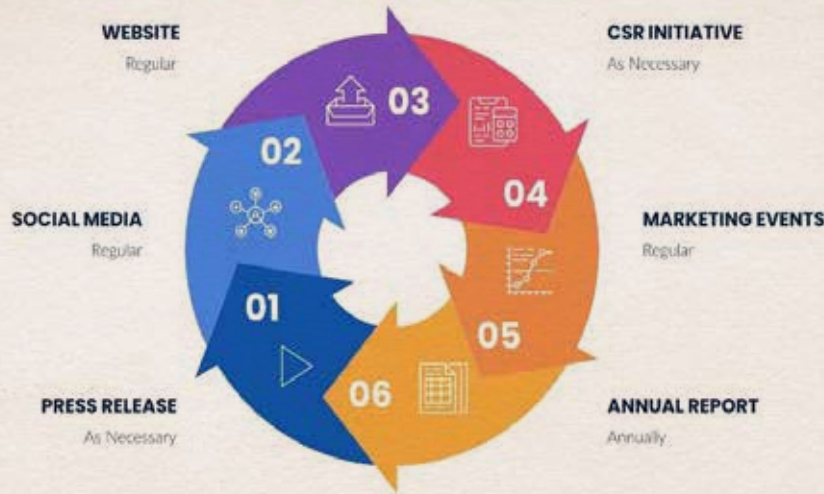 WEBSITE
Regular
03
CSR INITIATIVE
As Necessary
02
04
SOCIAL MEDIA
Regular
MARKETING EVENTS
Regular
01
05
PRESS RELEASE
As Necessary
06
ANNUAL REPORT
Annually